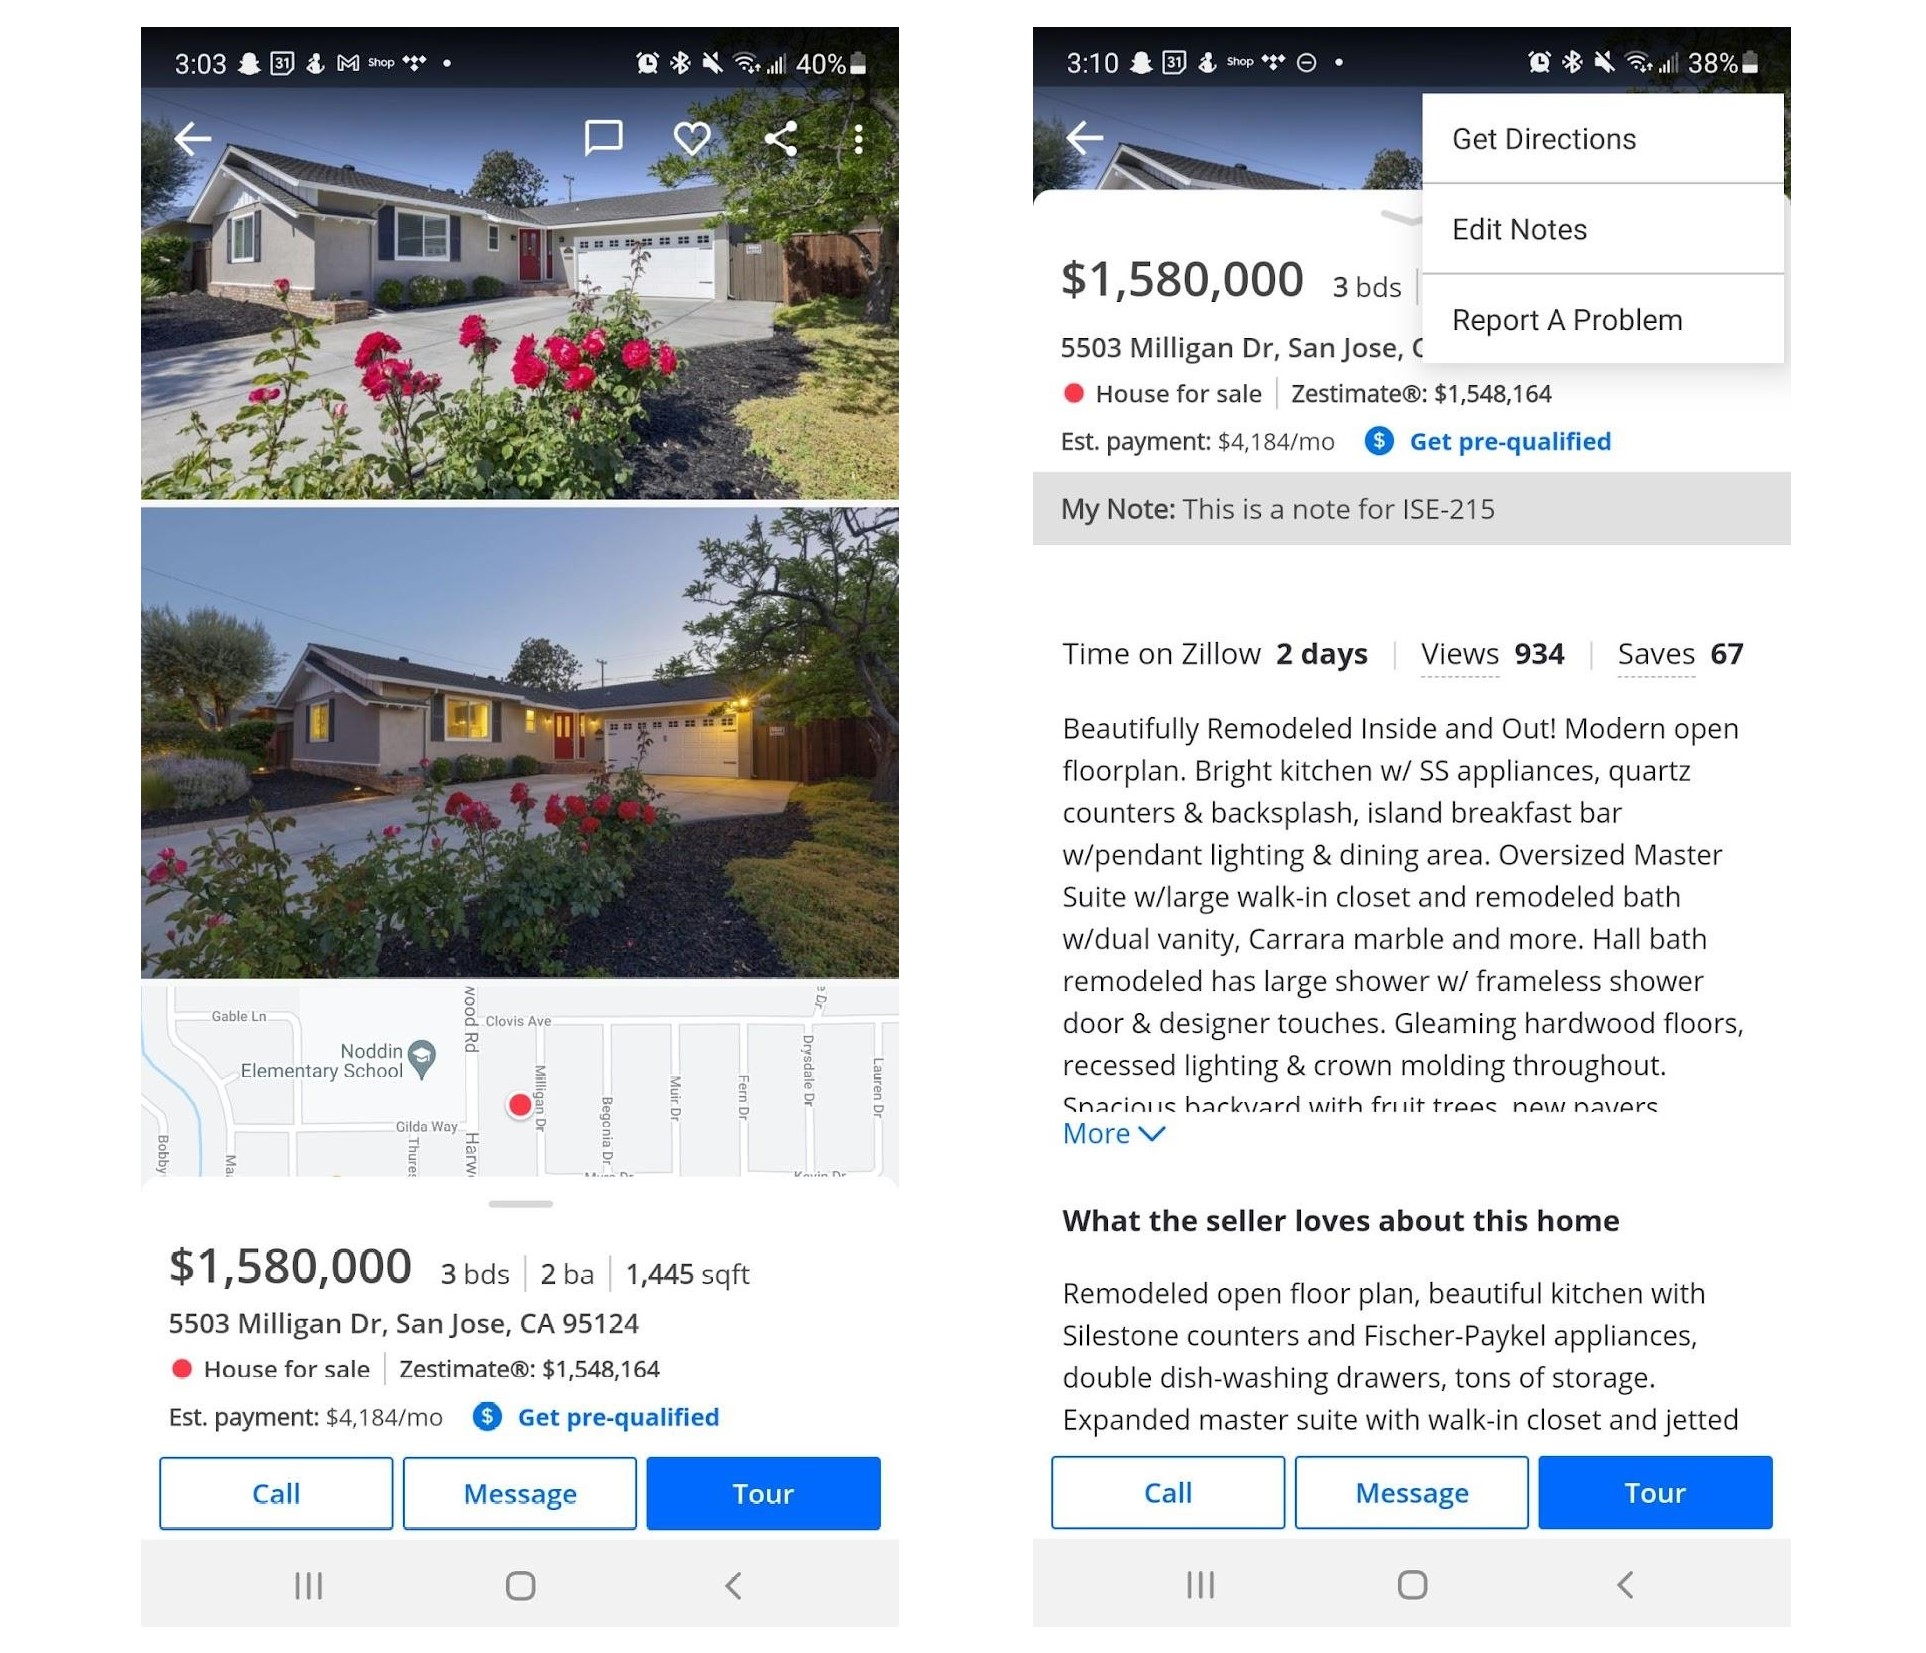 3:03 31 Shop 40%
Gable Ln
wood Rd
Clovis Ave
Noddin
Elementary School
Milligan Dr
Begonia Dr
Muir Dr
Fern Dr
Drysdale Dr
Lauren Dr
Gilda Way
Bobby
$1,580,000 3 bds 2 ba 1,445 sqft
5503 Milligan Dr, San Jose, CA 95124
House for sale Zestimate®: $1,548,164
Est. payment: $4,184/mo $ Get pre-qualified
Call Message Tour
3:10 31 Shop 38%
Get Directions
Edit Notes
Report A Problem
$1,580,000 3 bds
5503 Milligan Dr, San Jose,
House for sale Zestimate®: $1,548,164
Est. payment: $4,184/mo $ Get pre-qualified
My Note: This is a note for ISE-215
Time on Zillow 2 days Views 934 Saves 67
Beautifully Remodeled Inside and Out! Modern open
floorplan. Bright kitchen w/ SS appliances, quartz
counters & backsplash, island breakfast bar
w/pendant lighting & dining area. Oversized Master
Suite w/large walk-in closet and remodeled bath
w/dual vanity, Carrara marble and more. Hall bath
remodeled has large shower w/ frameless shower
door & designer touches. Gleaming hardwood floors,
recessed lighting & crown molding throughout.
Spacious backyard with fruit trees, new pavers
More
What the seller loves about this home
Remodeled open floor plan, beautiful kitchen with
Silestone counters and Fischer-Paykel appliances,
double dish-washing drawers, tons of storage.
Expanded master suite with walk-in closet and jetted
Call Message Tour